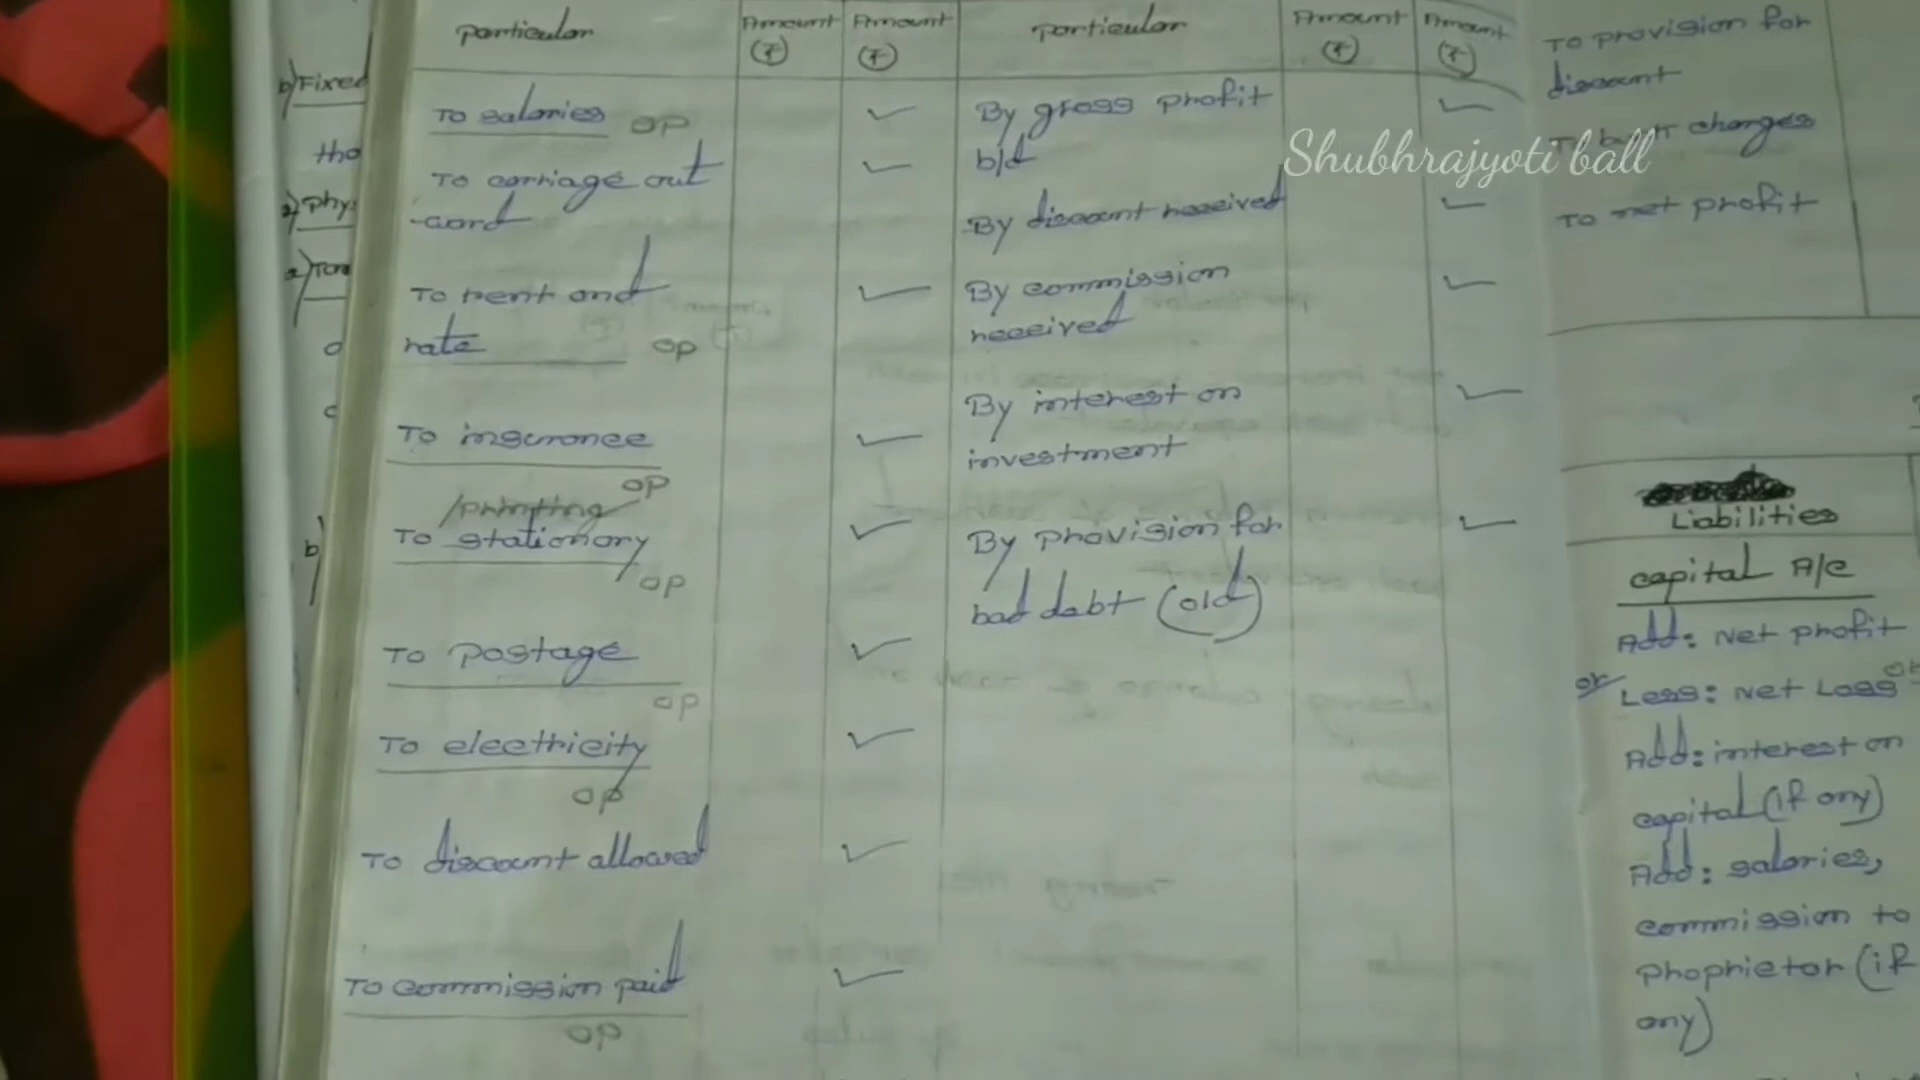 Particular
Amount
(₹)
Amount
(₹)
Particular
Amount
(₹)
Amount
(₹)
To salaries OP
To carriage out
-ward
To rent and
rate OP
To insurance
OP
/printing
To stationary
OP
To postage
OP
To electricity
OP
To discount allowed
To commission paid
OP
By gross profit
b/d
By discount received
By commission
received
By interest on
investment
By provision for
bad debt (old)
Shubhrajyoti ball
To provision for
discount
To charges
To net profit
Liabilities
capital A/c
Add: Net profit
or
Less: Net Loss
Add: interest on
capital (if any)
Add: salaries,
commission to
prophietor (if
any)
b) Fixed
a)
b)